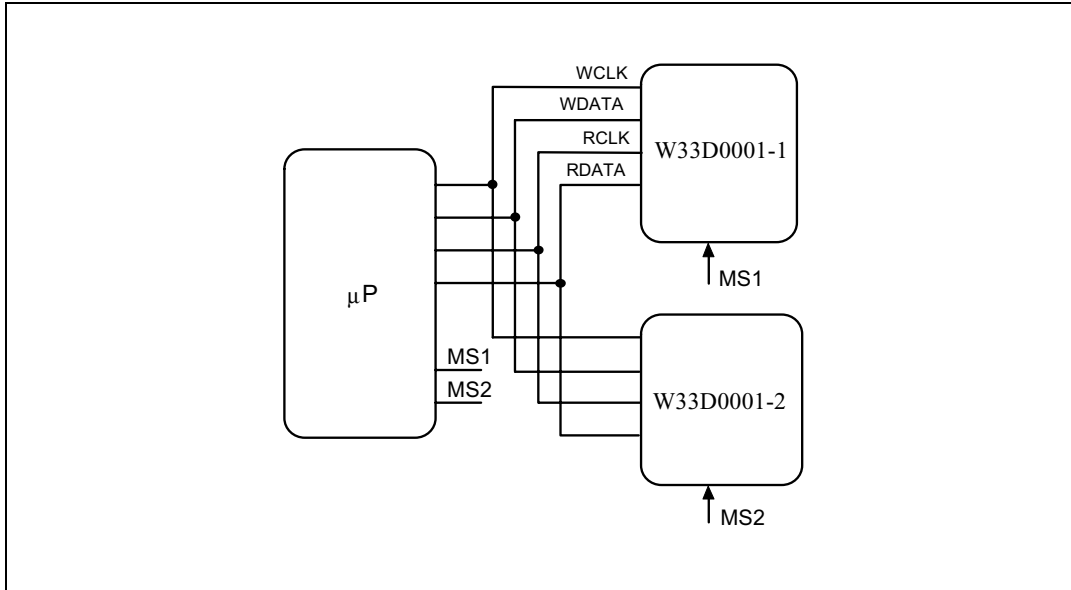 WCLK
WDATA
RCLK
RDATA
W33D0001-1
MS1
μP
MS1
MS2
W33D0001-2
MS2